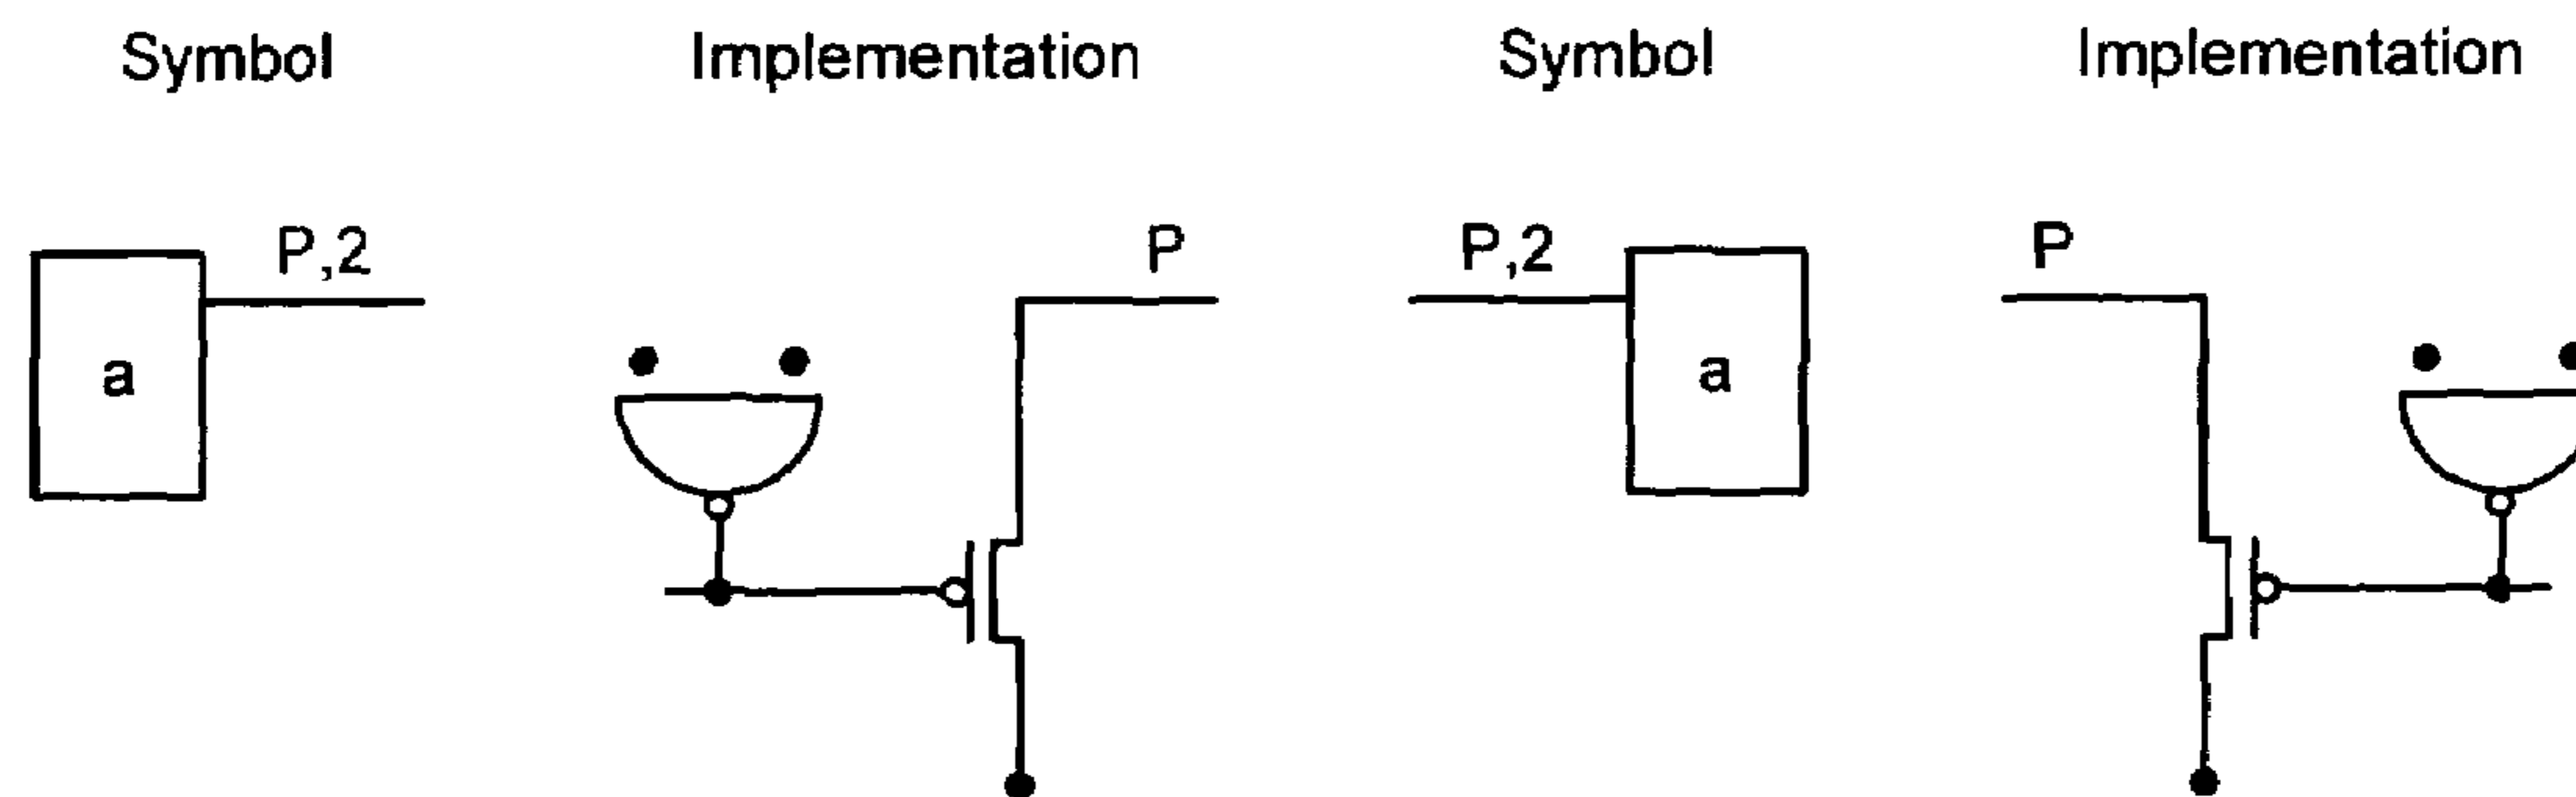 Symbol Implementation Symbol Implementation
P,2 P P,2 P
a a